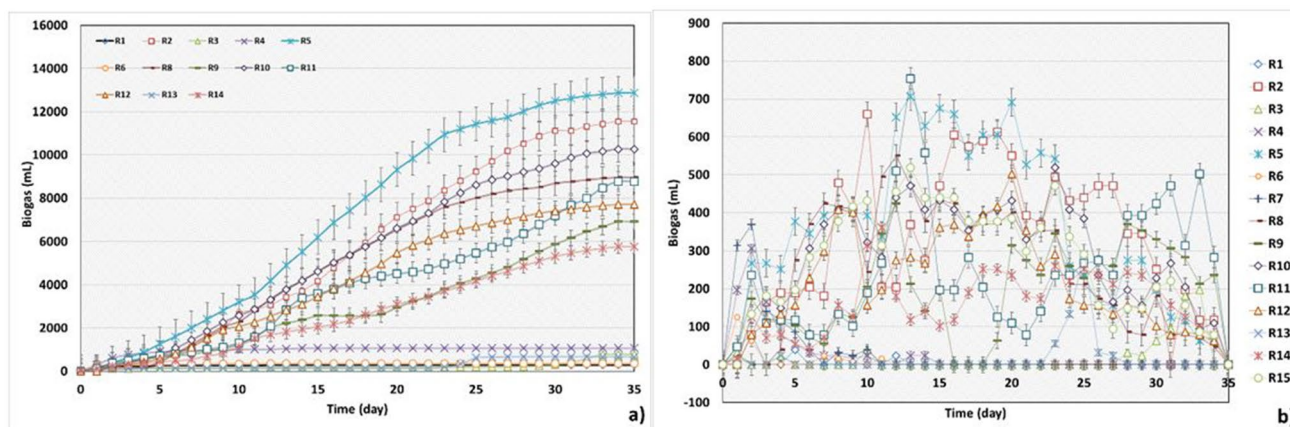 16000
14000
12000
10000
8000
6000
4000
2000
0
Biogas (mL)
R1 R2 R3 R4 R5
R6 R8 R9 R10 R11
R12 R13 R14
0 5 10 15 20 25 30 35
Time (day)
a)
900
800
700
600
500
400
300
200
100
0
-100
Biogas (mL)
0 5 10 15 20 25 30 35
Time (day)
R1
R2
R3
R4
R5
R6
R7
R8
R9
R10
R11
R12
R13
R14
R15
b)